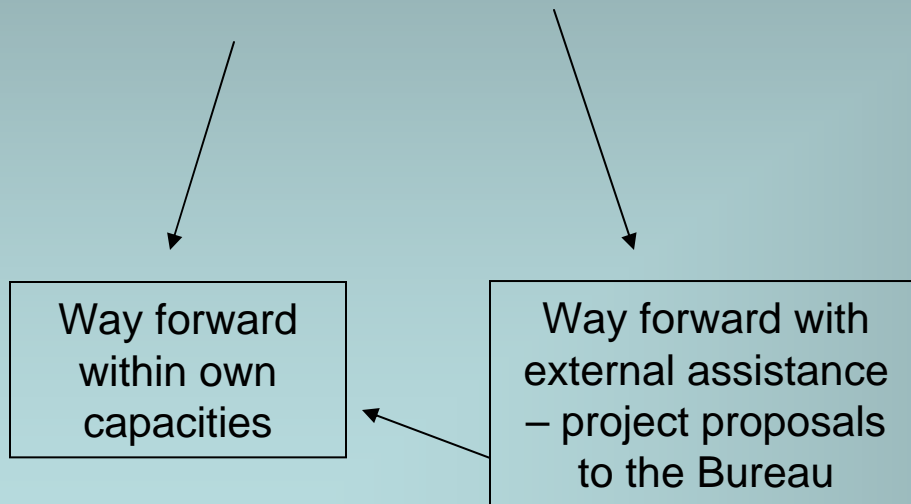 Way forward
within own
capacities
Way forward with
external assistance
– project proposals
to the Bureau